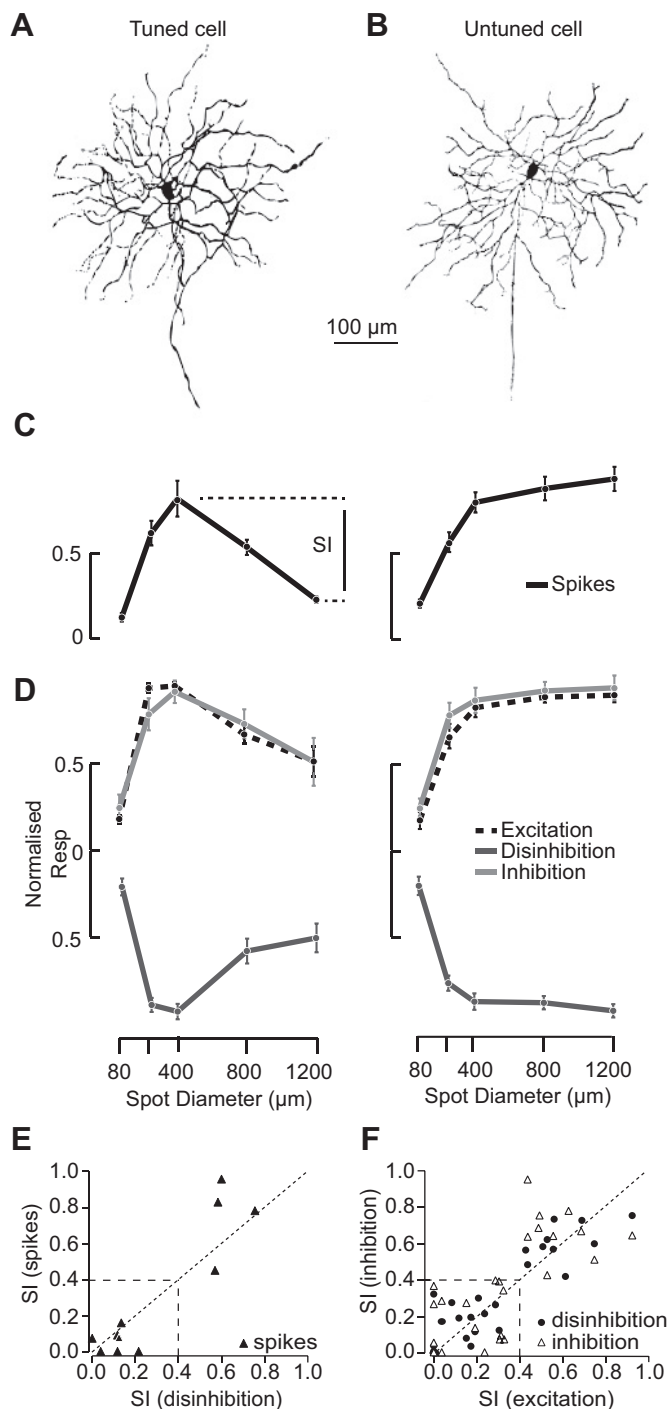 A Tuned cell
B Untuned cell
100 µm
C
0.5
0
SI
Spikes
D
0.5
0
0.5
Normalised
Resp
Excitation
Disinhibition
Inhibition
80 400 800 1200
Spot Diameter (µm)
80 400 800 1200
Spot Diameter (µm)
E
1.0
0.8
0.6
0.4
0.2
0.0
SI (spikes)
spikes
0.0 0.2 0.4 0.6 0.8 1.0
SI (disinhibition)
F
1.0
0.8
0.6
0.4
0.2
0.0
SI (inhibition)
disinhibition
inhibition
0.0 0.2 0.4 0.6 0.8 1.0
SI (excitation)